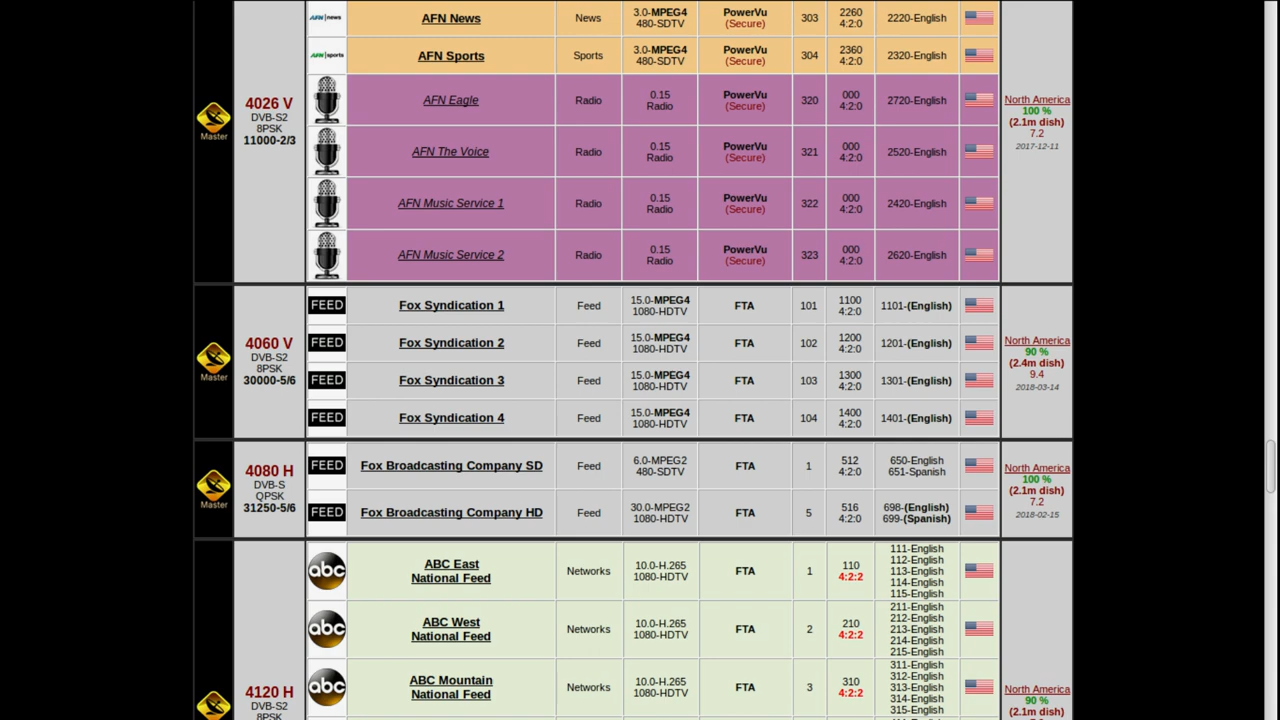 AFN|news AFN News News 3.0-MPEG4 480-SDTV PowerVu (Secure) 303 2260 4:2:0 2220-English
AFN|sports AFN Sports Sports 3.0-MPEG4 480-SDTV PowerVu (Secure) 304 2360 4:2:0 2320-English
Master
4026 V
DVB-S2
8PSK
11000-2/3
AFN Eagle Radio 0.15 Radio PowerVu (Secure) 320 000 4:2:0 2720-English
AFN The Voice Radio 0.15 Radio PowerVu (Secure) 321 000 4:2:0 2520-English
AFN Music Service 1 Radio 0.15 Radio PowerVu (Secure) 322 000 4:2:0 2420-English
AFN Music Service 2 Radio 0.15 Radio PowerVu (Secure) 323 000 4:2:0 2620-English
North America
100 %
(2.1m dish)
7.2
2017-12-11
Master
4060 V
DVB-S2
8PSK
30000-5/6
FEED Fox Syndication 1 Feed 15.0-MPEG4 1080-HDTV FTA 101 1100 4:2:0 1101-(English)
FEED Fox Syndication 2 Feed 15.0-MPEG4 1080-HDTV FTA 102 1200 4:2:0 1201-(English)
FEED Fox Syndication 3 Feed 15.0-MPEG4 1080-HDTV FTA 103 1300 4:2:0 1301-(English)
FEED Fox Syndication 4 Feed 15.0-MPEG4 1080-HDTV FTA 104 1400 4:2:0 1401-(English)
North America
90 %
(2.4m dish)
9.4
2018-03-14
Master
4080 H
DVB-S
QPSK
31250-5/6
FEED Fox Broadcasting Company SD Feed 6.0-MPEG2 480-SDTV FTA 1 512 4:2:0 650-English 651-Spanish
FEED Fox Broadcasting Company HD Feed 30.0-MPEG2 1080-HDTV FTA 5 516 4:2:0 698-(English) 699-(Spanish)
North America
100 %
(2.1m dish)
7.2
2018-02-15
4120 H
DVB-S2
8PSK
abc ABC East National Feed Networks 10.0-H.265 1080-HDTV FTA 1 110 4:2:2 111-English 112-English 113-English 114-English 115-English
abc ABC West National Feed Networks 10.0-H.265 1080-HDTV FTA 2 210 4:2:2 211-English 212-English 213-English 214-English 215-English
abc ABC Mountain National Feed Networks 10.0-H.265 1080-HDTV FTA 3 310 4:2:2 311-English 312-English 313-English 314-English 315-English
North America
90 %
(2.1m dish)